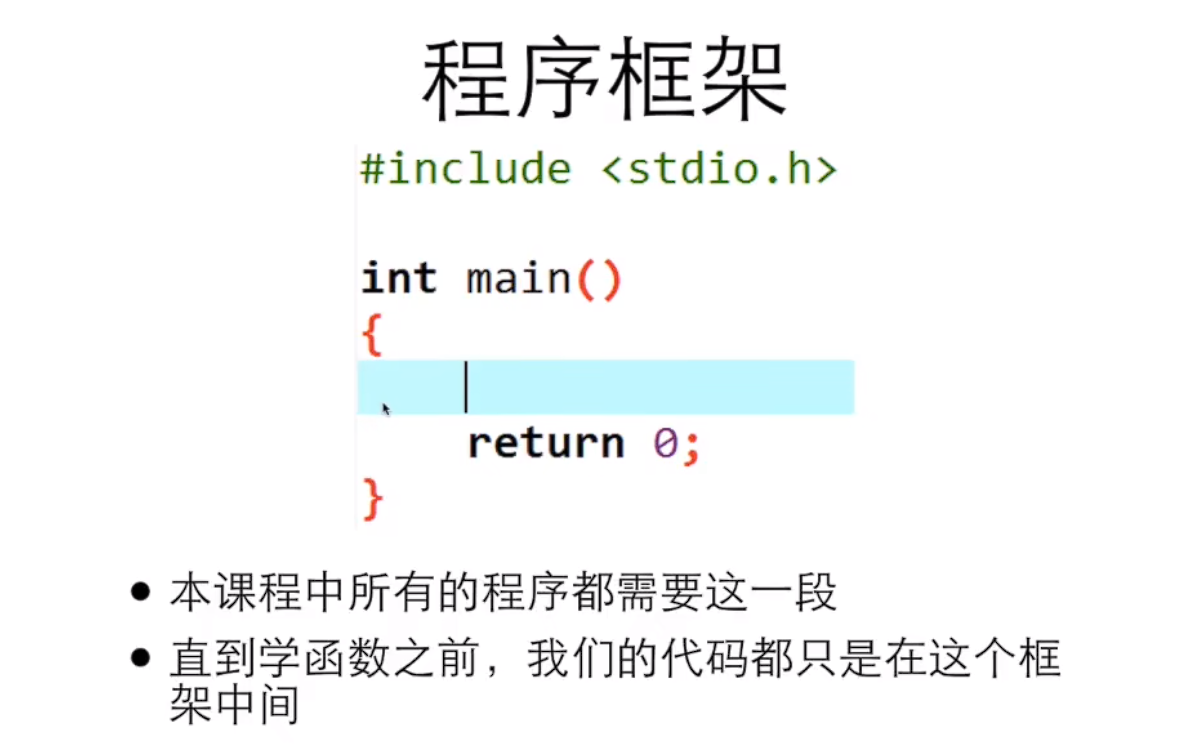 程序框架
#include <stdio.h>
int main()
{
return 0;
}
● 本课程中所有的程序都需要这一段
● 直到学函数之前，我们的代码都只是在这个框
架中间